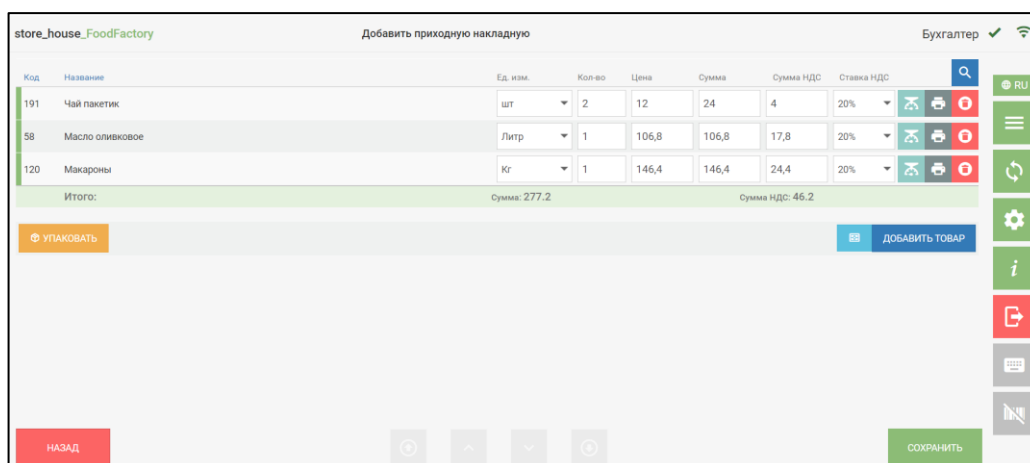 store_house_FoodFactory Добавить приходную накладную Бухгалтер
Код Название Ед. изм. Кол-во Цена Сумма Сумма НДС Ставка НДС
RU
191 Чай пакетик шт 2 12 24 4 20%
58 Масло оливковое Литр 1 106,8 106,8 17,8 20%
120 Макароны Кг 1 146,4 146,4 24,4 20%
Итого: Сумма: 277.2 Сумма НДС: 46.2
УПАКОВАТЬ ДОБАВИТЬ ТОВАР
НАЗАД СОХРАНИТЬ